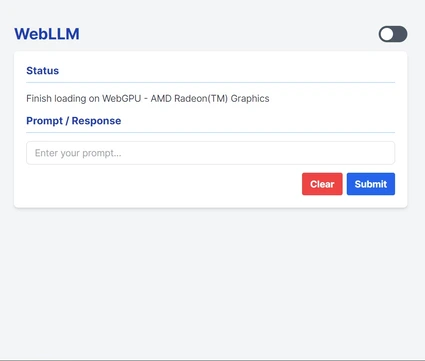 WebLLM
Status
Finish loading on WebGPU - AMD Radeon(TM) Graphics
Prompt / Response
Enter your prompt...
Clear
Submit